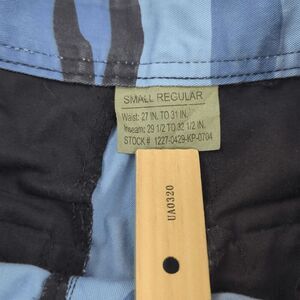 SMALL REGULAR
Waist: 27 IN. TO 31 IN.
Inseam: 29 1/2 TO 32 1/2 IN.
STOCK # 1227-0429-KP-0704
UA0320